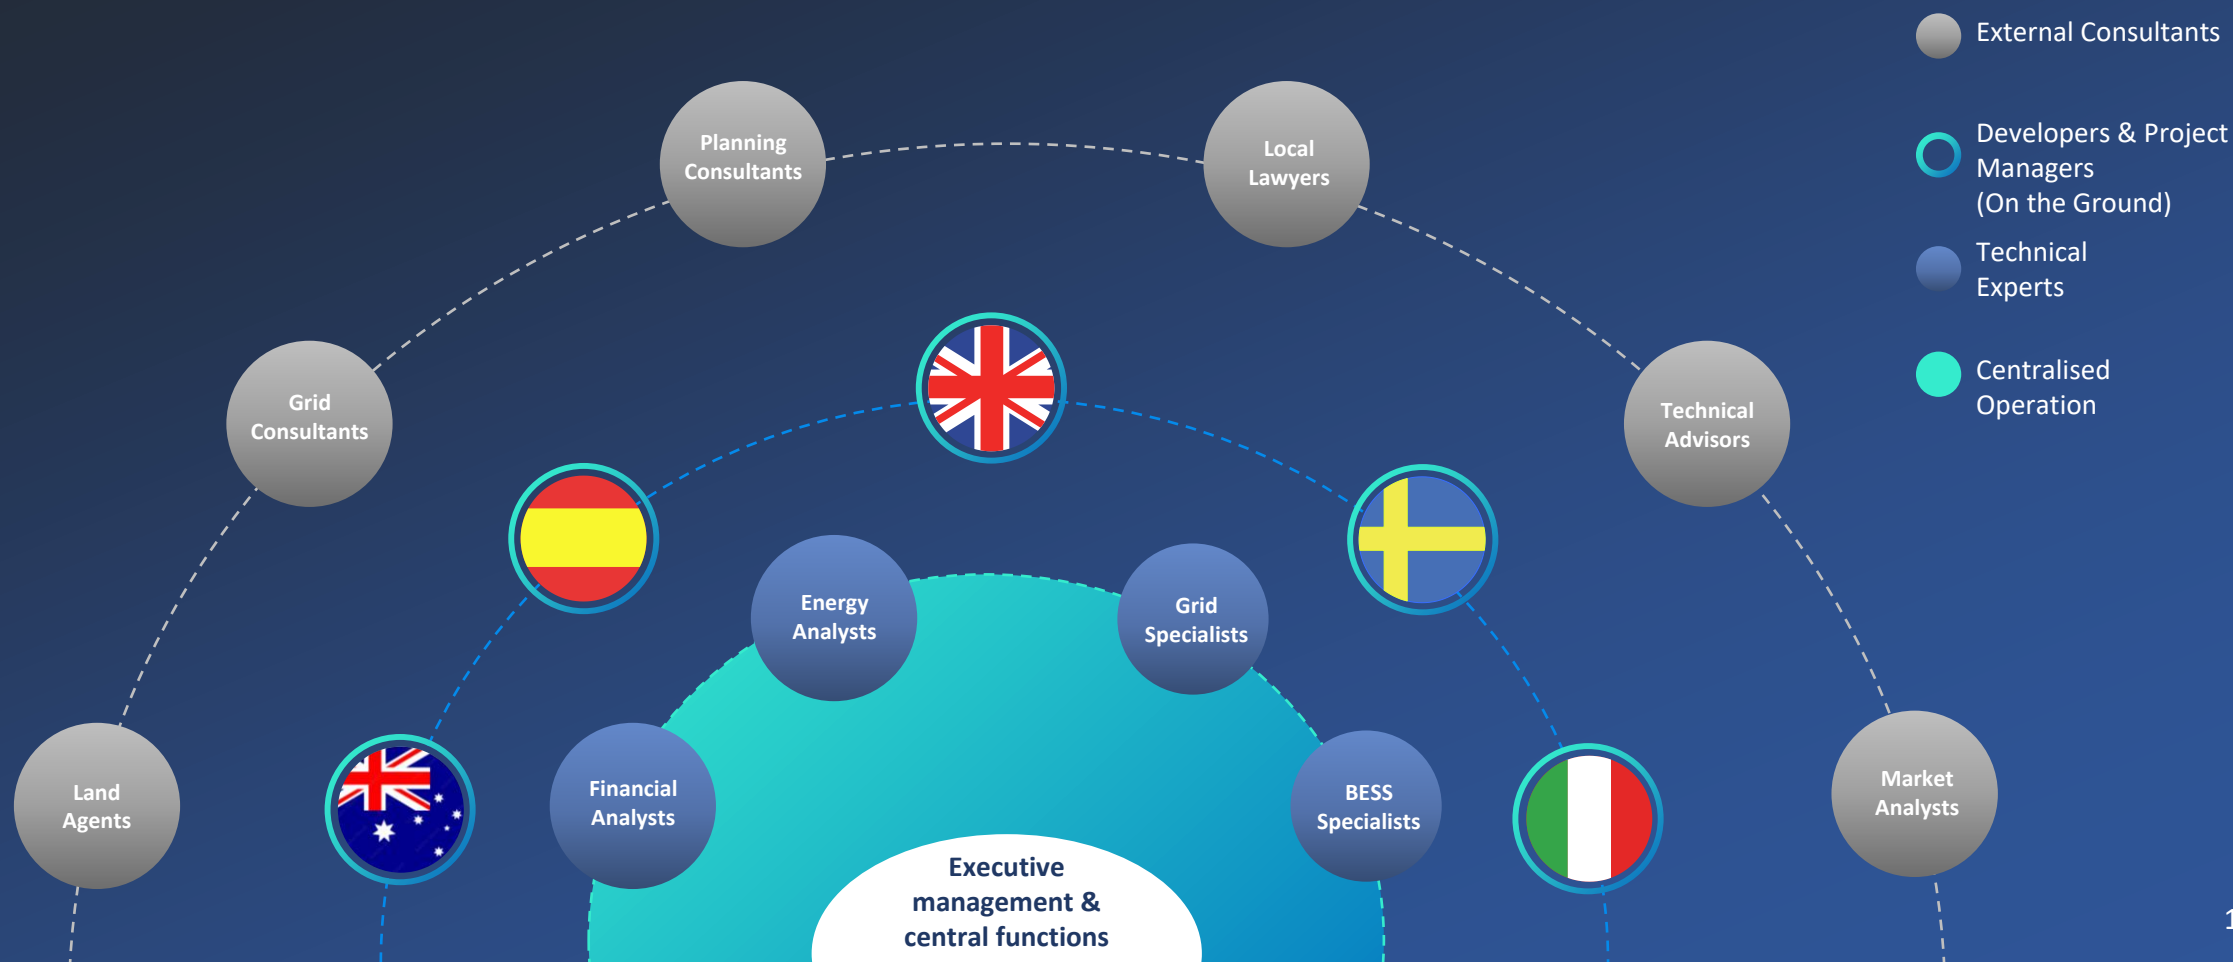 External Consultants
Developers & Project
Managers
(On the Ground)
Technical
Experts
Centralised
Operation
Planning
Consultants
Local
Lawyers
Grid
Consultants
Technical
Advisors
Energy
Analysts
Grid
Specialists
Land
Agents
Financial
Analysts
BESS
Specialists
Market
Analysts
Executive
management &
central functions
1